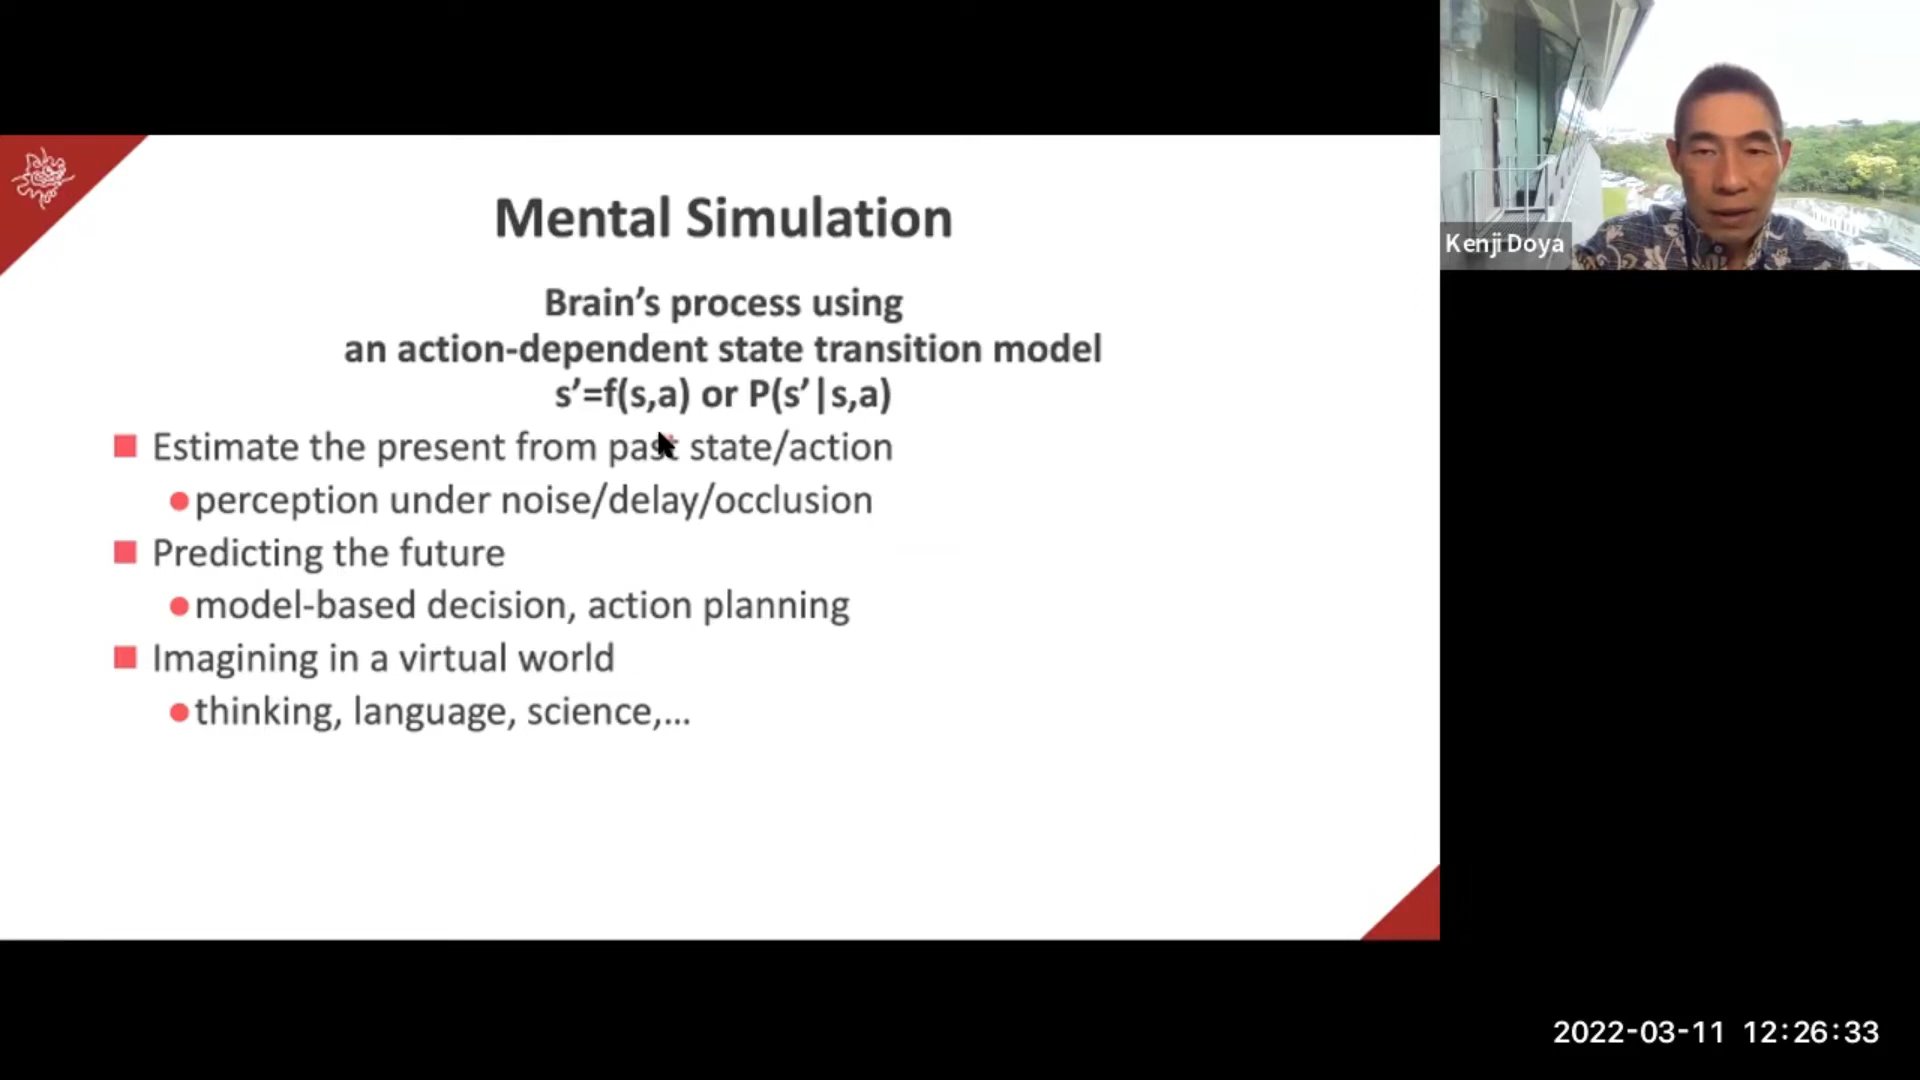 Mental Simulation
Brain’s process using
an action-dependent state transition model
s’=f(s,a) or P(s’|s,a)
Estimate the present from past state/action
perception under noise/delay/occlusion
Predicting the future
model-based decision, action planning
Imagining in a virtual world
thinking, language, science,...
Kenji Doya
2022-03-11 12:26:33